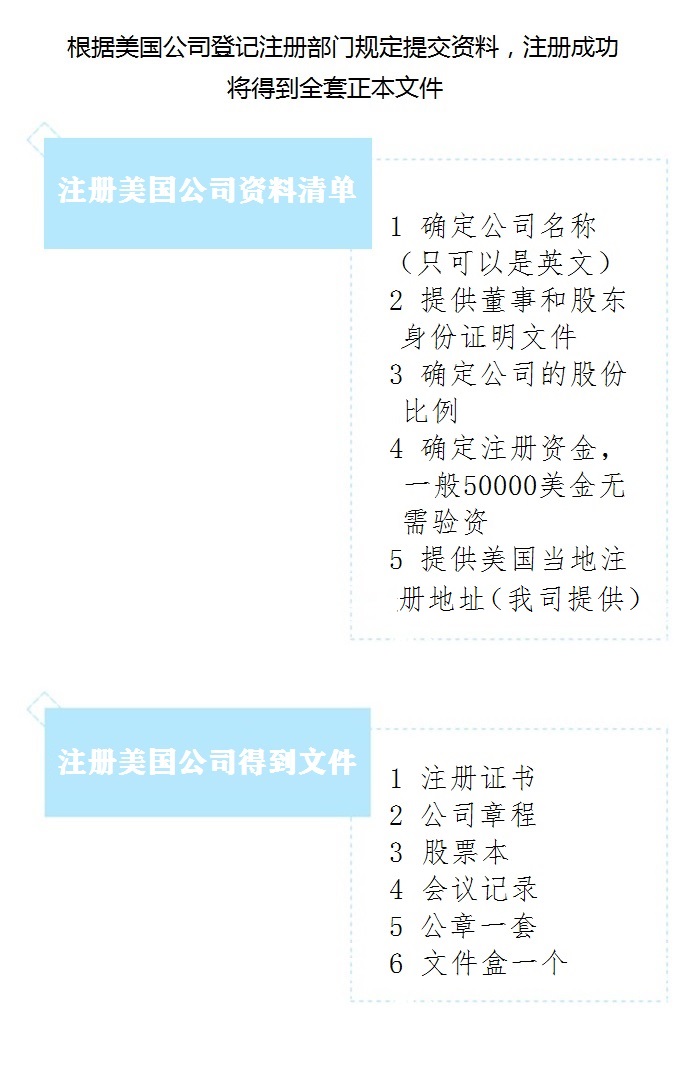 根据美国公司登记注册部门规定提交资料，注册成功
将得到全套正本文件
注册美国公司资料清单
1 确定公司名称
（只可以是英文）
2 提供董事和股东
身份证明文件
3 确定公司的股份
比例
4 确定注册资金，
一般50000美金无
需验资
5 提供美国当地注
册地址（我司提供）
注册美国公司得到文件
1 注册证书
2 公司章程
3 股票本
4 会议记录
5 公章一套
6 文件盒一个